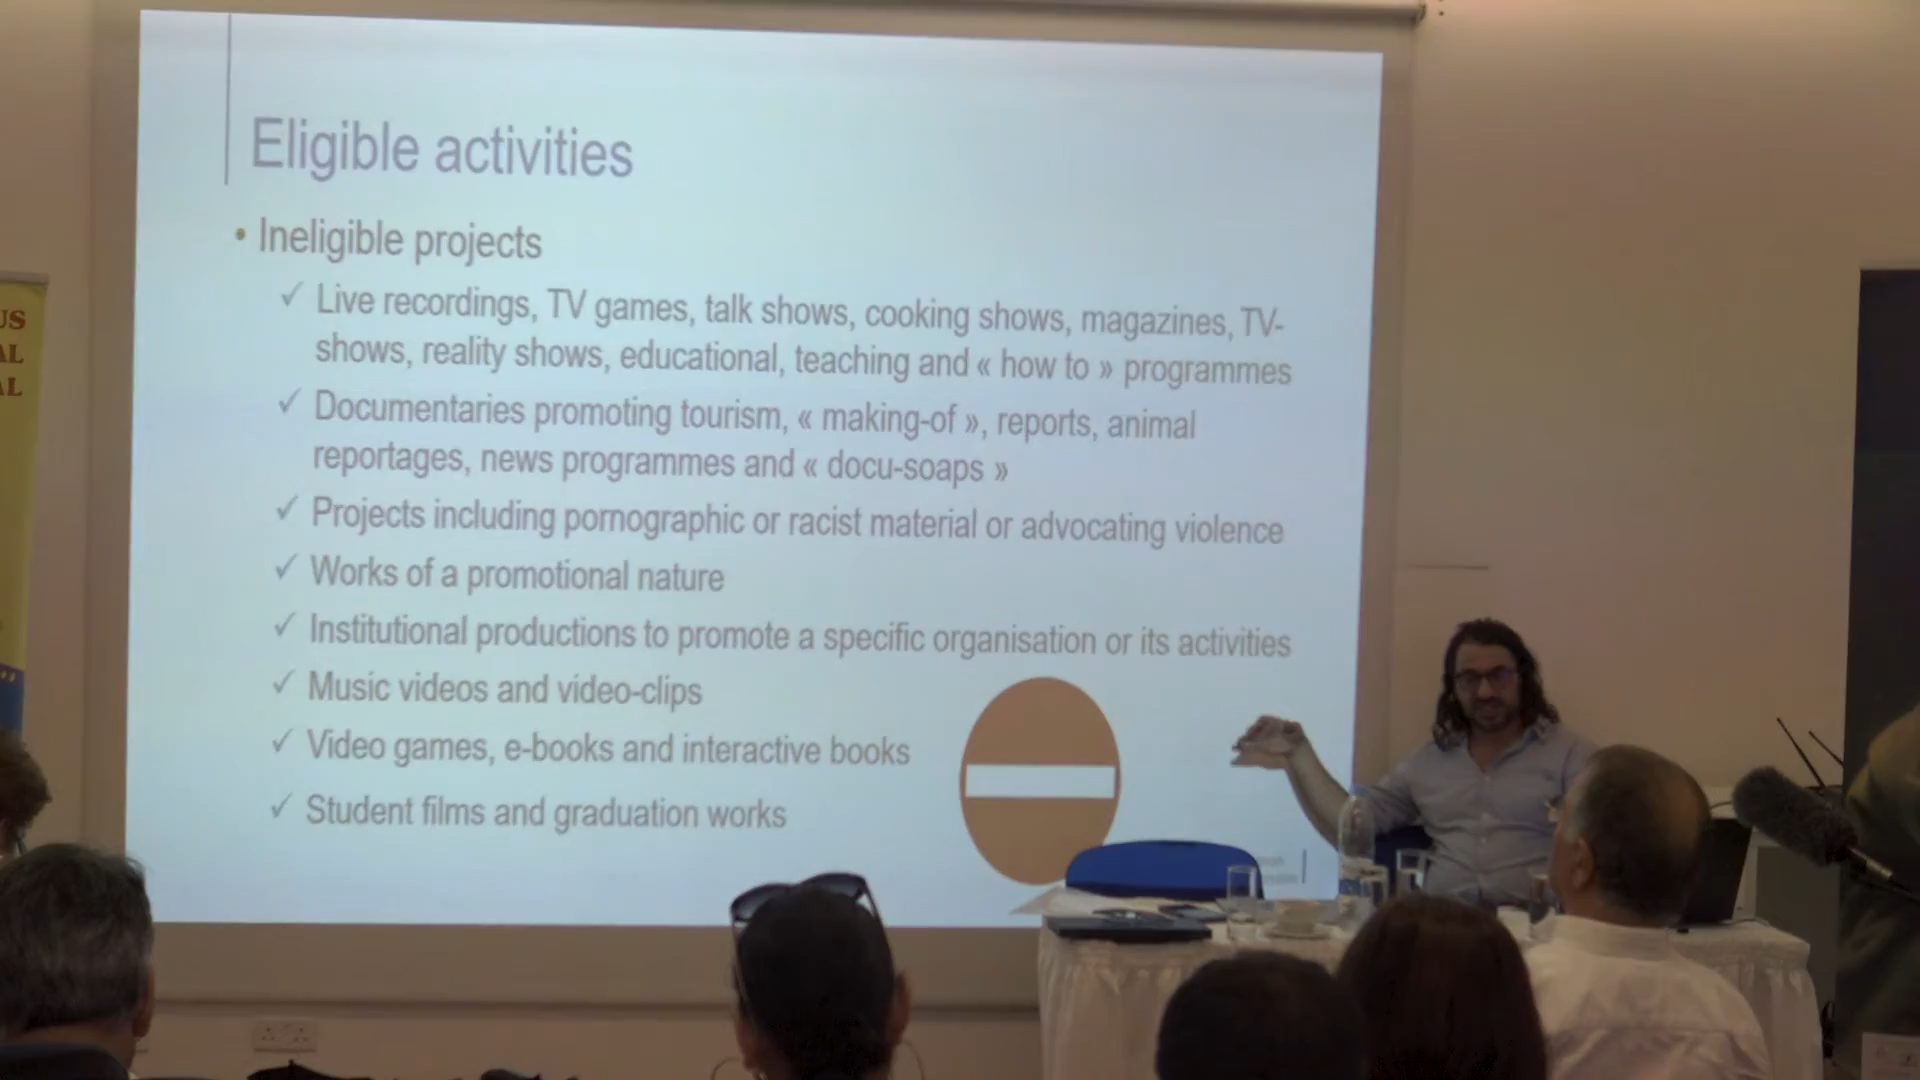 Eligible activities
• Ineligible projects
✓ Live recordings, TV games, talk shows, cooking shows, magazines, TV-
shows, reality shows, educational, teaching and « how to » programmes
✓ Documentaries promoting tourism, « making-of », reports, animal
reportages, news programmes and « docu-soaps »
✓ Projects including pornographic or racist material or advocating violence
✓ Works of a promotional nature
✓ Institutional productions to promote a specific organisation or its activities
✓ Music videos and video-clips
✓ Video games, e-books and interactive books
✓ Student films and graduation works
US
AL
AL